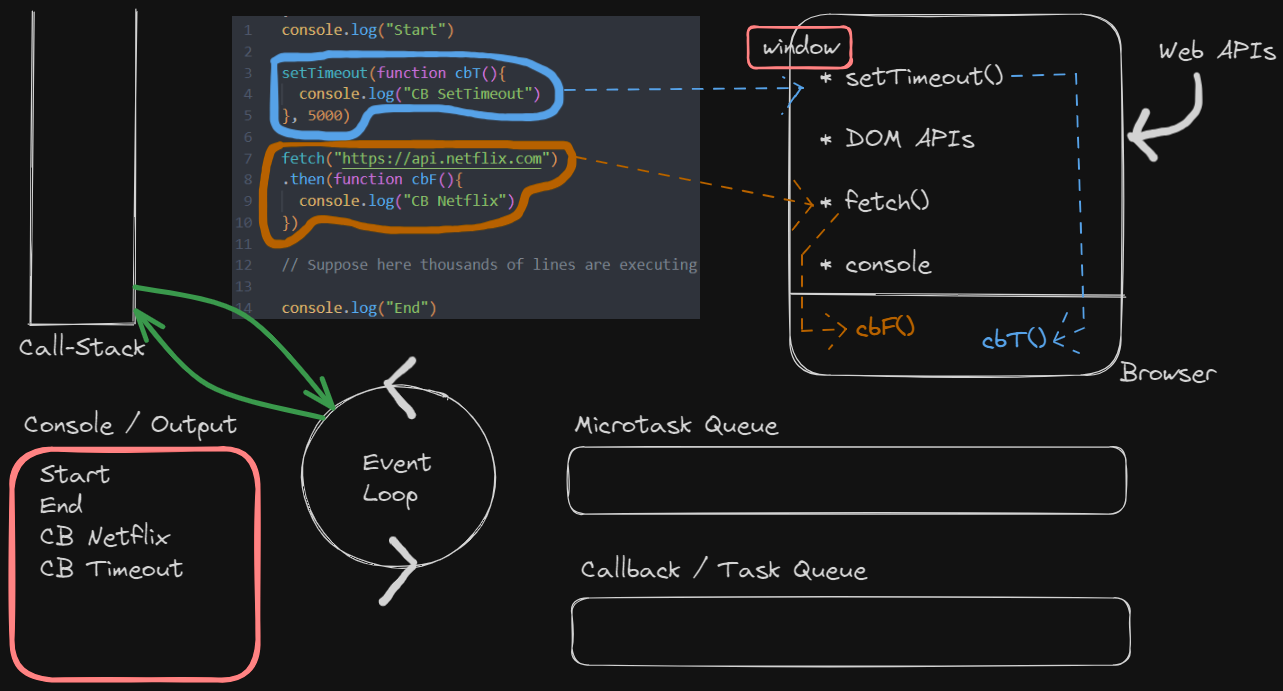 1 console.log("Start")
2
3 setTimeout(function cbT(){
4 console.log("CB SetTimeout")
5 }, 5000)
6
7 fetch("https://api.netflix.com")
8 .then(function cbF(){
9 console.log("CB Netflix")
10 })
11
12 // Suppose here thousands of lines are executing
13
14 console.log("End")
window
* setTimeout()
* DOM APIs
* fetch()
* console
cbF()
cbT()
Web APIs
Browser
Call-Stack
Console / Output
Start
End
CB Netflix
CB Timeout
Event
Loop
Microtask Queue
Callback / Task Queue